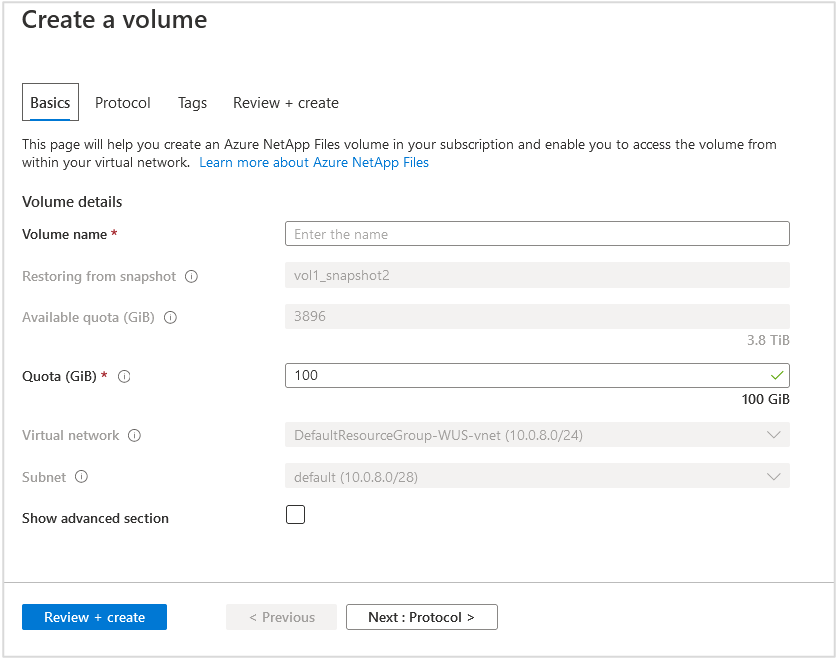 Create a volume
Basics Protocol Tags Review + create
This page will help you create an Azure NetApp Files volume in your subscription and enable you to access the volume from
within your virtual network. Learn more about Azure NetApp Files
Volume details
Volume name * Enter the name
Restoring from snapshot vol1_snapshot2
Available quota (GiB) 3896
3.8 TiB
Quota (GiB) * 100
100 GiB
Virtual network DefaultResourceGroup-WUS-vnet (10.0.8.0/24)
Subnet default (10.0.8.0/28)
Show advanced section
Review + create < Previous Next : Protocol >